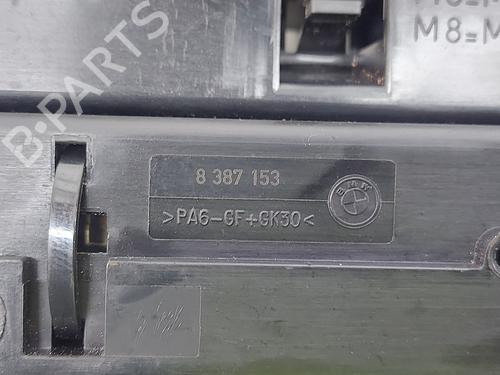 B-PARTS
M8=M
8 387 153
BMW
>PA6-GF+GK30<